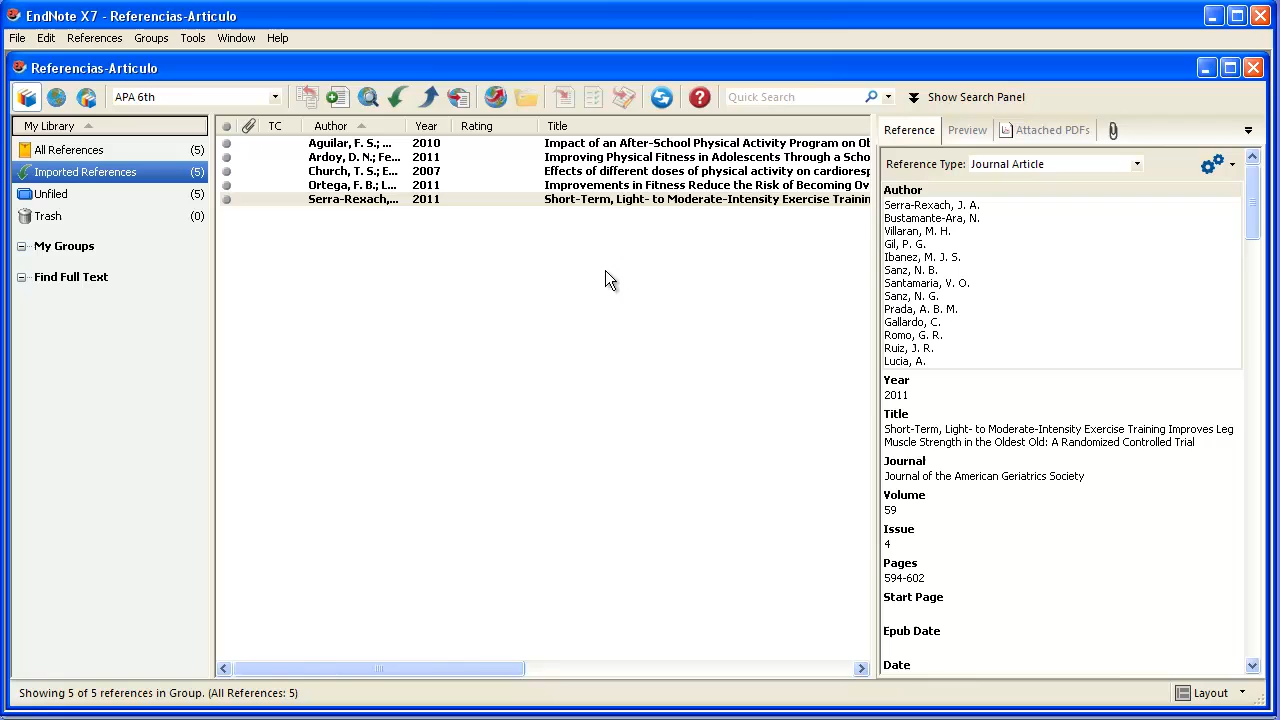 EndNote X7 - Referencias-Articulo
File Edit References Groups Tools Window Help
Referencias-Articulo
APA 6th
Quick Search
Show Search Panel
My Library
All References (5)
Imported References (5)
Unfiled (5)
Trash (0)
My Groups
Find Full Text
TC Author Year Rating Title
Aguilar, F. S.; ... 2010 Impact of an After-School Physical Activity Program on Ob
Ardoy, D. N.; Fe... 2011 Improving Physical Fitness in Adolescents Through a Scho
Church, T. S.; E... 2007 Effects of different doses of physical activity on cardioresp
Ortega, F. B.; L... 2011 Improvements in Fitness Reduce the Risk of Becoming Ov
Serra-Rexach,... 2011 Short-Term, Light- to Moderate-Intensity Exercise Trainin
Reference Preview Attached PDFs
Reference Type: Journal Article
Author
Serra-Rexach, J. A.
Bustamante-Ara, N.
Villaran, M. H.
Gil, P. G.
Ibanez, M. J. S.
Sanz, N. B.
Santamaria, V. O.
Sanz, N. G.
Prada, A. B. M.
Gallardo, C.
Romo, G. R.
Ruiz, J. R.
Lucia, A.
Year
2011
Title
Short-Term, Light- to Moderate-Intensity Exercise Training Improves Leg
Muscle Strength in the Oldest Old: A Randomized Controlled Trial
Journal
Journal of the American Geriatrics Society
Volume
59
Issue
4
Pages
594-602
Start Page
Epub Date
Date
Showing 5 of 5 references in Group. (All References: 5)
Layout